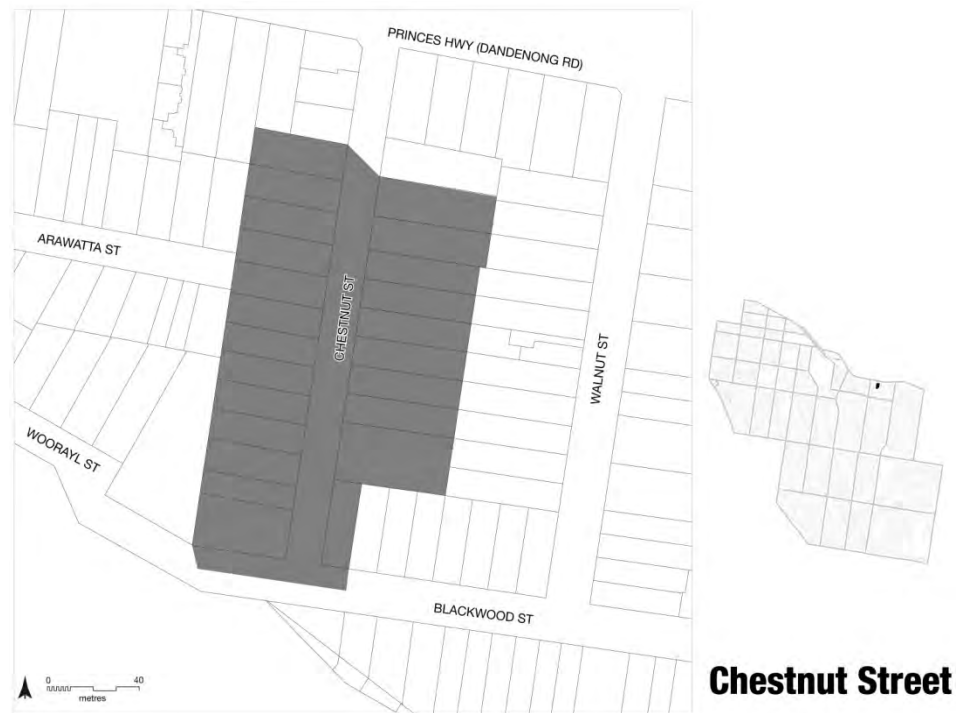 PRINCES HWY (DANDENONG RD)
ARAWATTA ST
CHESTNUT ST
WALNUT ST
WOORAYL ST
BLACKWOOD ST
0 40
metres
Chestnut Street